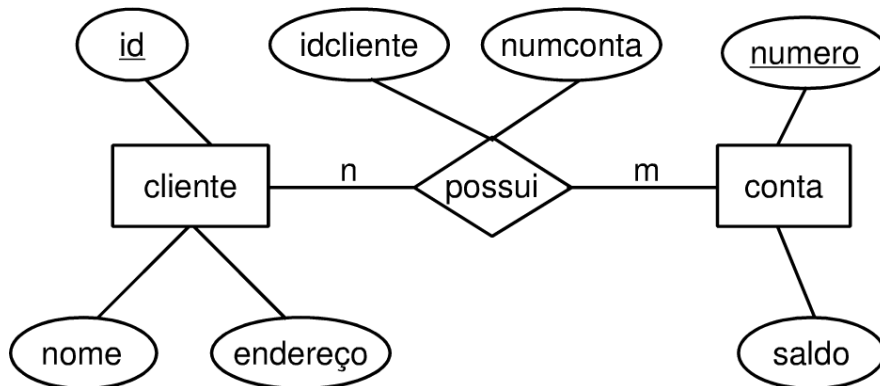 id
idcliente
numconta
numero
cliente
n
possui
m
conta
nome
endereço
saldo